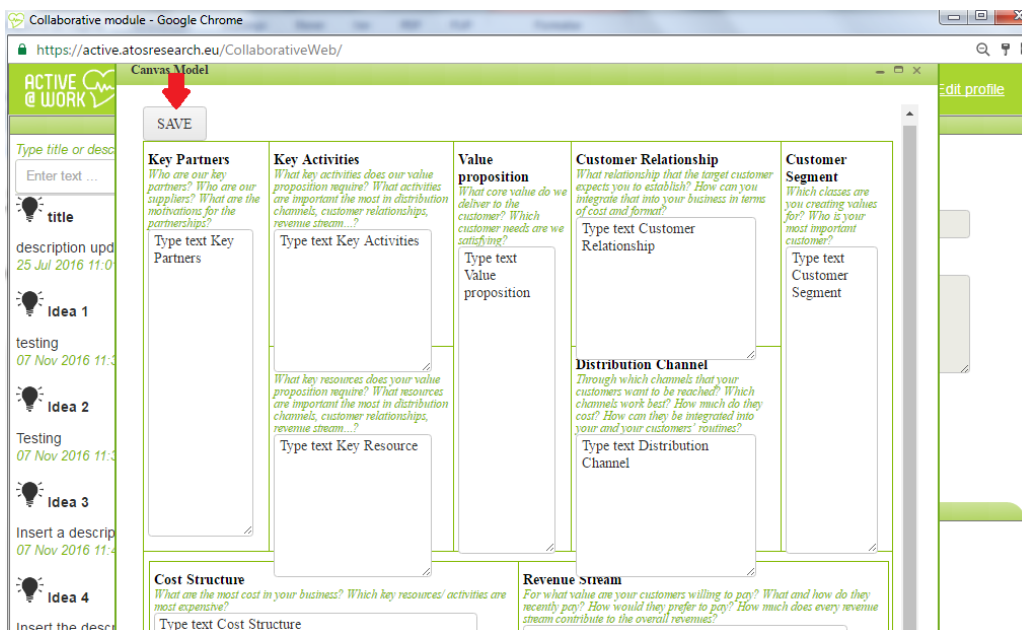 Collaborative module - Google Chrome
https://active.atosresearch.eu/CollaborativeWeb/
ACTIVE
@ WORK
Edit profile
Canvas Model
SAVE
Type title or desc
Enter text ...
title
description upd
25 Jul 2016 11:0
Idea 1
testing
07 Nov 2016 11:3
Idea 2
Testing
07 Nov 2016 11:3
Idea 3
Insert a descrip
07 Nov 2016 11:4
Idea 4
Insert the descr
Key Partners
Who are our key
partners? Who are our
suppliers? What are the
motivations for the
partnerships?
Type text Key
Partners
Key Activities
What key activities does our value
proposition require? What activities
are important the most in distribution
channels, customer relationships,
revenue stream...?
Type text Key Activities
What key resources does your value
proposition require? What resources
are important the most in distribution
channels, customer relationships,
revenue stream...?
Type text Key Resource
Value
proposition
What core value do we
deliver to the
customer? Which
customer needs are we
satisfying?
Type text
Value
proposition
Customer Relationship
What relationship that the target customer
expects you to establish? How can you
integrate that into your business in terms
of cost and format?
Type text Customer
Relationship
Distribution Channel
Through which channels that your
customers want to be reached? Which
channels work best? How much do they
cost? How can they be integrated into
your and your customers' routines?
Type text Distribution
Channel
Customer
Segment
Which classes are
you creating values
for? Who is your
most important
customer?
Type text
Customer
Segment
Cost Structure
What are the most cost in your business? Which key resources/ activities are
most expensive?
Type text Cost Structure
Revenue Stream
For what value are your customers willing to pay? What and how do they
recently pay? How would they prefer to pay? How much does every revenue
stream contribute to the overall revenues?